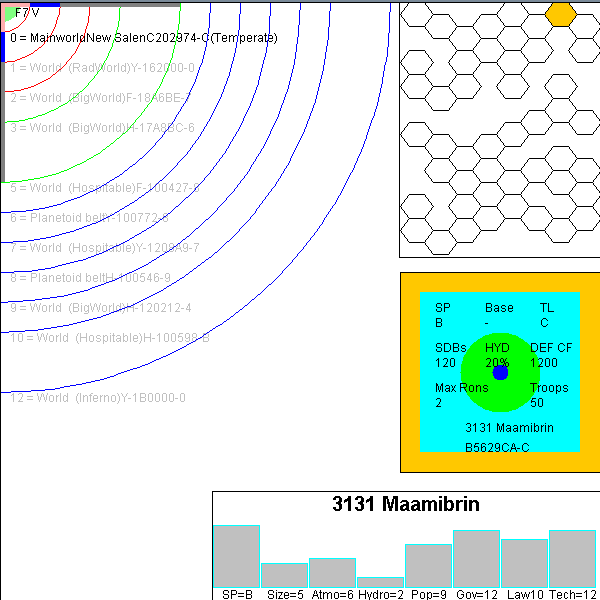 F7 V
0 = MainworldNew SalenC202974-C(Temperate)
1 = World (RadWorld)Y-162000-0
2 = World (BigWorld)F-18A6BE-
3 = World (BigWorld)H-17A8BC-6
5 = World (Hospitable)F-100427-6
6 = Planetoid beltH-100772-6
7 = World (Hospitable)Y-1209A9-7
8 = Planetoid beltH-100546-9
9 = World (BigWorld)H-120212-4
10 = World (Hospitable)H-100598-B
12 = World (Inferno)Y-1B0000-0
SP Base TL
B - C
SDBs HYD DEF CF
120 20% 1200
Max Rons Troops
2 50
3131 Maamibrin
B5629CA-C
3131 Maamibrin
SP=B Size=5 Atmo=6 Hydro=2 Pop=9 Gov=12 Law10 Tech=12